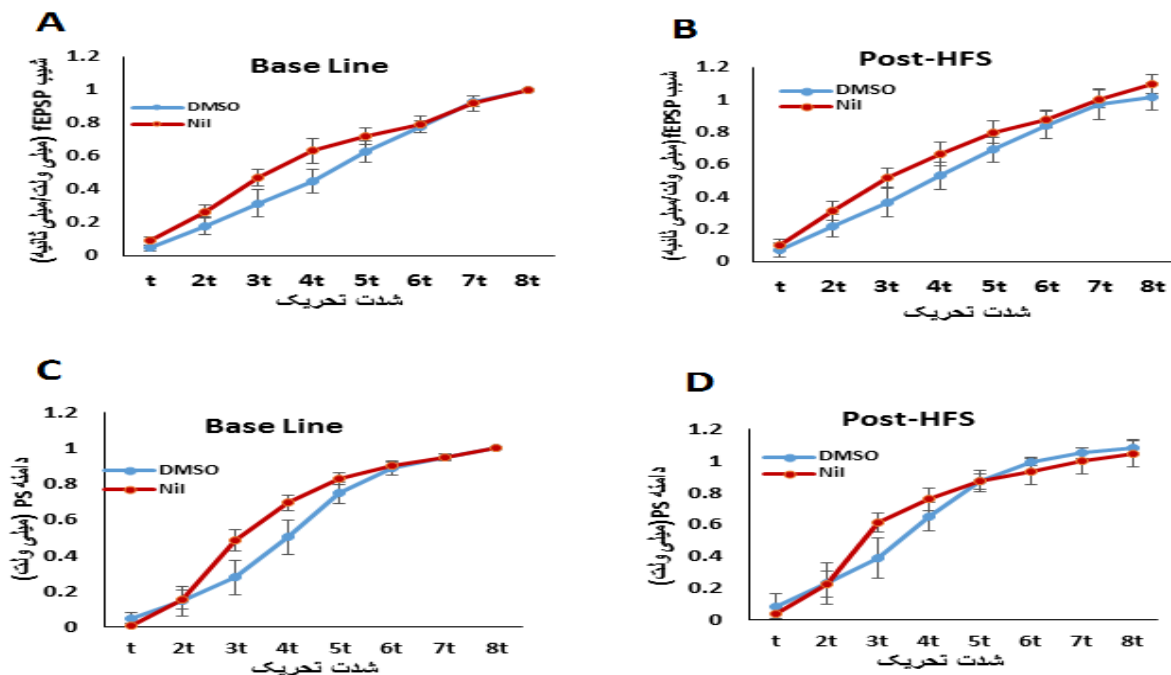 A
Base Line
شیب fEPSP (میلی ولت/میلی ثانیه)
1.2
1
0.8
0.6
0.4
0.2
0
DMSO
Nil
t 2t 3t 4t 5t 6t 7t 8t
شدت تحریک
B
Post-HFS
شیب fEPSP(میلی ولت/میلی ثانیه)
1.2
1
0.8
0.6
0.4
0.2
0
DMSO
Nil
t 2t 3t 4t 5t 6t 7t 8t
شدت تحریک
C
Base Line
دامنه PS (میلی ولت)
1.2
1
0.8
0.6
0.4
0.2
0
DMSO
Nil
t 2t 3t 4t 5t 6t 7t 8t
شدت تحریک
D
Post-HFS
دامنه PS(میلی ولت)
1.2
1
0.8
0.6
0.4
0.2
0
DMSO
Nil
t 2t 3t 4t 5t 6t 7t 8t
شدت تحریک